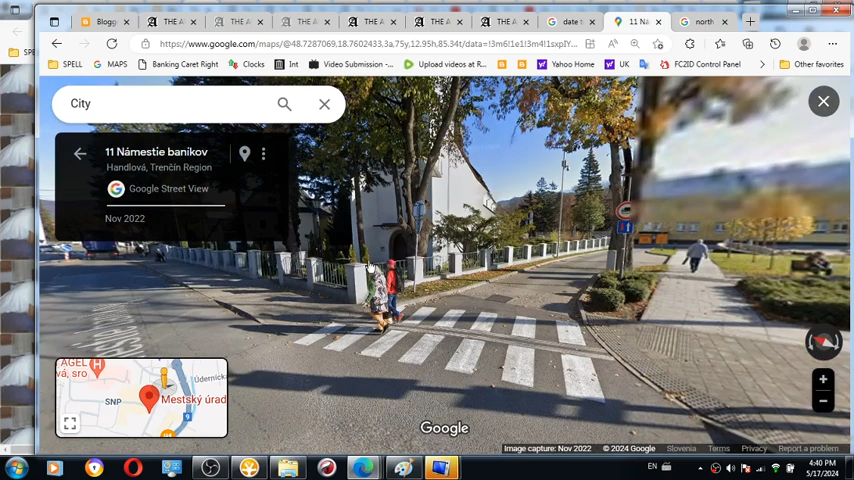 Blogg
THE A
THE A
THE A
THE A
THE A
THE A
date t
11 Ná
north
https://www.google.com/maps/@48.7287069,18.7602433,3a,75y,12.95h,85.34t/data=!3m6!1e1!3m4!1sxpIY...
SPELL
MAPS
Banking Caret Right
Clocks
Int
Video Submission -...
Upload videos at R...
Yahoo Home
UK
FC2ID Control Panel
Other favorites
City
11 Námestie baníkov
Handlová, Trenčín Region
Google Street View
Nov 2022
AGEL
vá, sro
Údernícka
SNP
Mestský úrad
9
Google
Image capture: Nov 2022 © 2024 Google Slovenia Terms Privacy Report a problem
EN
4:40 PM
5/17/2024